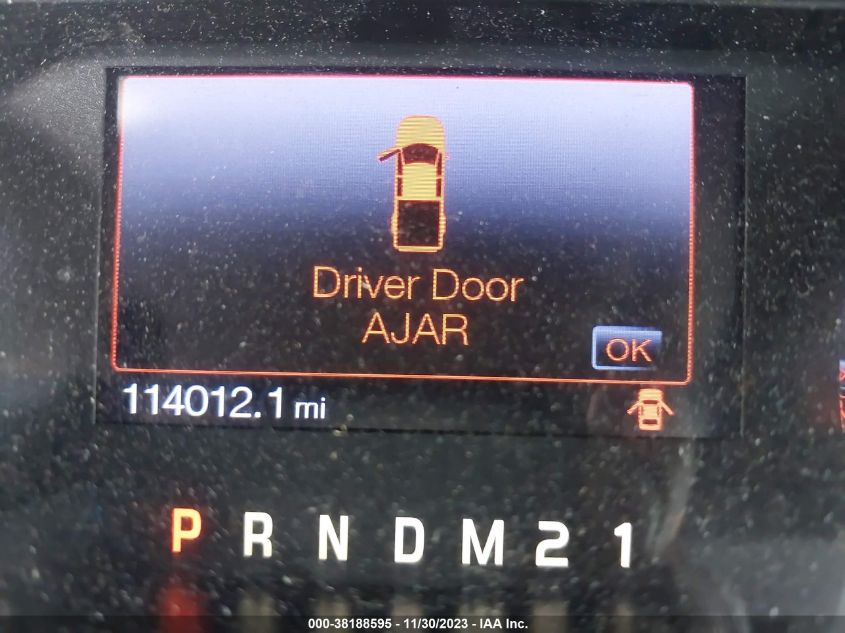 Driver Door
AJAR
OK
114012.1 mi
P R N D M 2 1
000-38188595 - 11/30/2023 - IAA Inc.